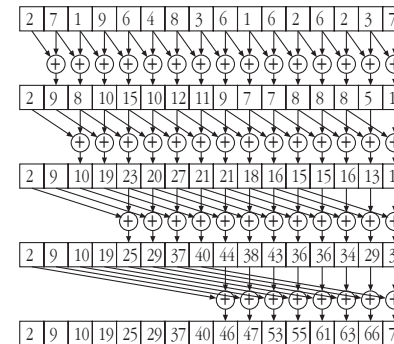 2 7 1 9 6 4 8 3 6 1 6 2 6 2 3 7
+ + + + + + + + + + + + + + +
2 9 8 10 15 10 12 11 9 7 7 8 8 8 5 1
+ + + + + + + + + + + + + +
2 9 10 19 23 20 27 21 21 18 16 15 15 16 13 1
+ + + + + + + + + + + +
2 9 10 19 25 29 37 40 44 38 43 36 36 34 29 3
+ + + + + + + +
2 9 10 19 25 29 37 40 46 47 53 55 61 63 66 7